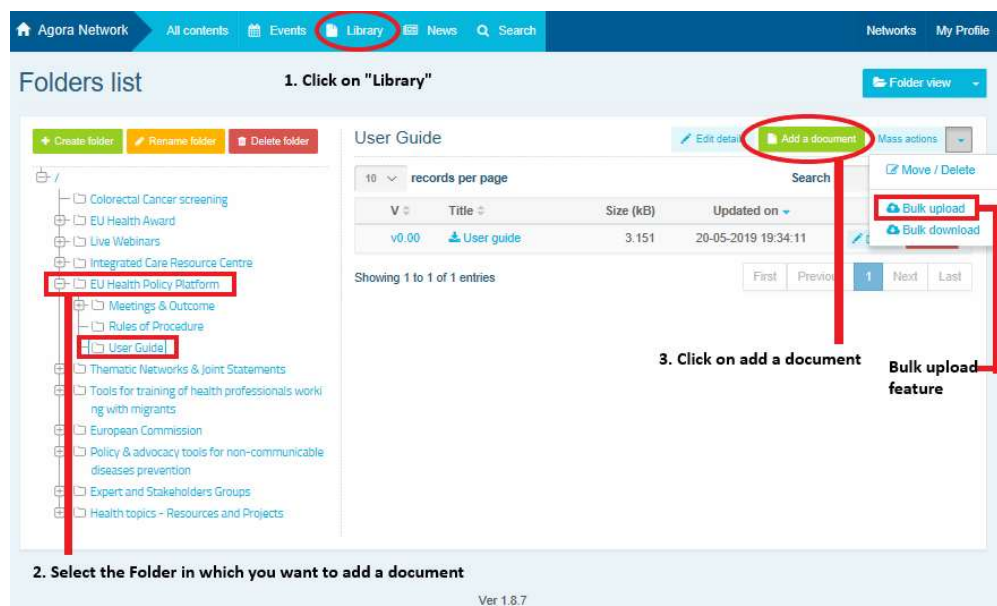 Agora Network All contents Events Library News Search Networks My Profile
Folders list
1. Click on "Library"
Folder view
Create folder Rename folder Delete folder
User Guide
Edit detail Add a document Mass actions
/
Colorectal Cancer screening
EU Health Award
Live Webinars
Integrated Care Resource Centre
EU Health Policy Platform
Meetings & Outcome
Rules of Procedure
User Guide
Thematic Networks & Joint Statements
Tools for training of health professionals worki
ng with migrants
European Commission
Policy & advocacy tools for non-communicable
diseases prevention
Expert and Stakeholders Groups
Health topics - Resources and Projects
10 records per page Search
V Title Size (kB) Updated on
v0.00 User guide 3.151 20-05-2019 19:34:11
Showing 1 to 1 of 1 entries
First Previou 1 Next Last
Move / Delete
Bulk upload
Bulk download
3. Click on add a document
Bulk upload
feature
2. Select the Folder in which you want to add a document
Ver 1.8.7